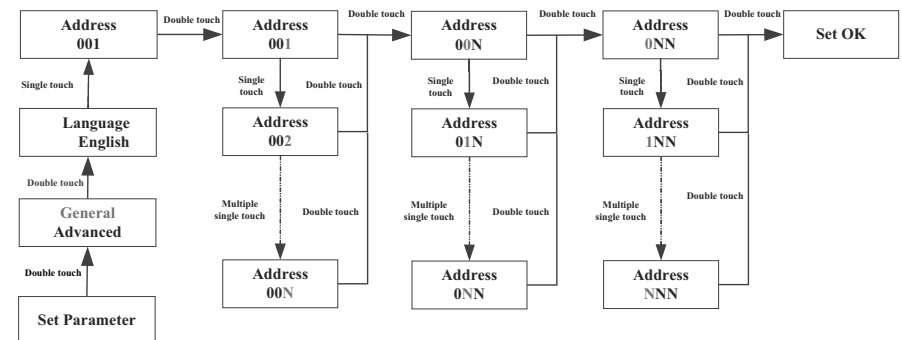 Address
001
Double touch
Address
001
Double touch
Address
00N
Double touch
Address
0NN
Double touch
Set OK
Single touch
Single
touch
Double touch
Single
touch
Double touch
Single
touch
Double touch
Language
English
Address
002
Address
01N
Address
1NN
Double touch
General
Advanced
Multiple
single touch
Double touch
Multiple
single touch
Double touch
Multiple
single touch
Double touch
Double touch
Address
00N
Address
0NN
Address
NNN
Set Parameter